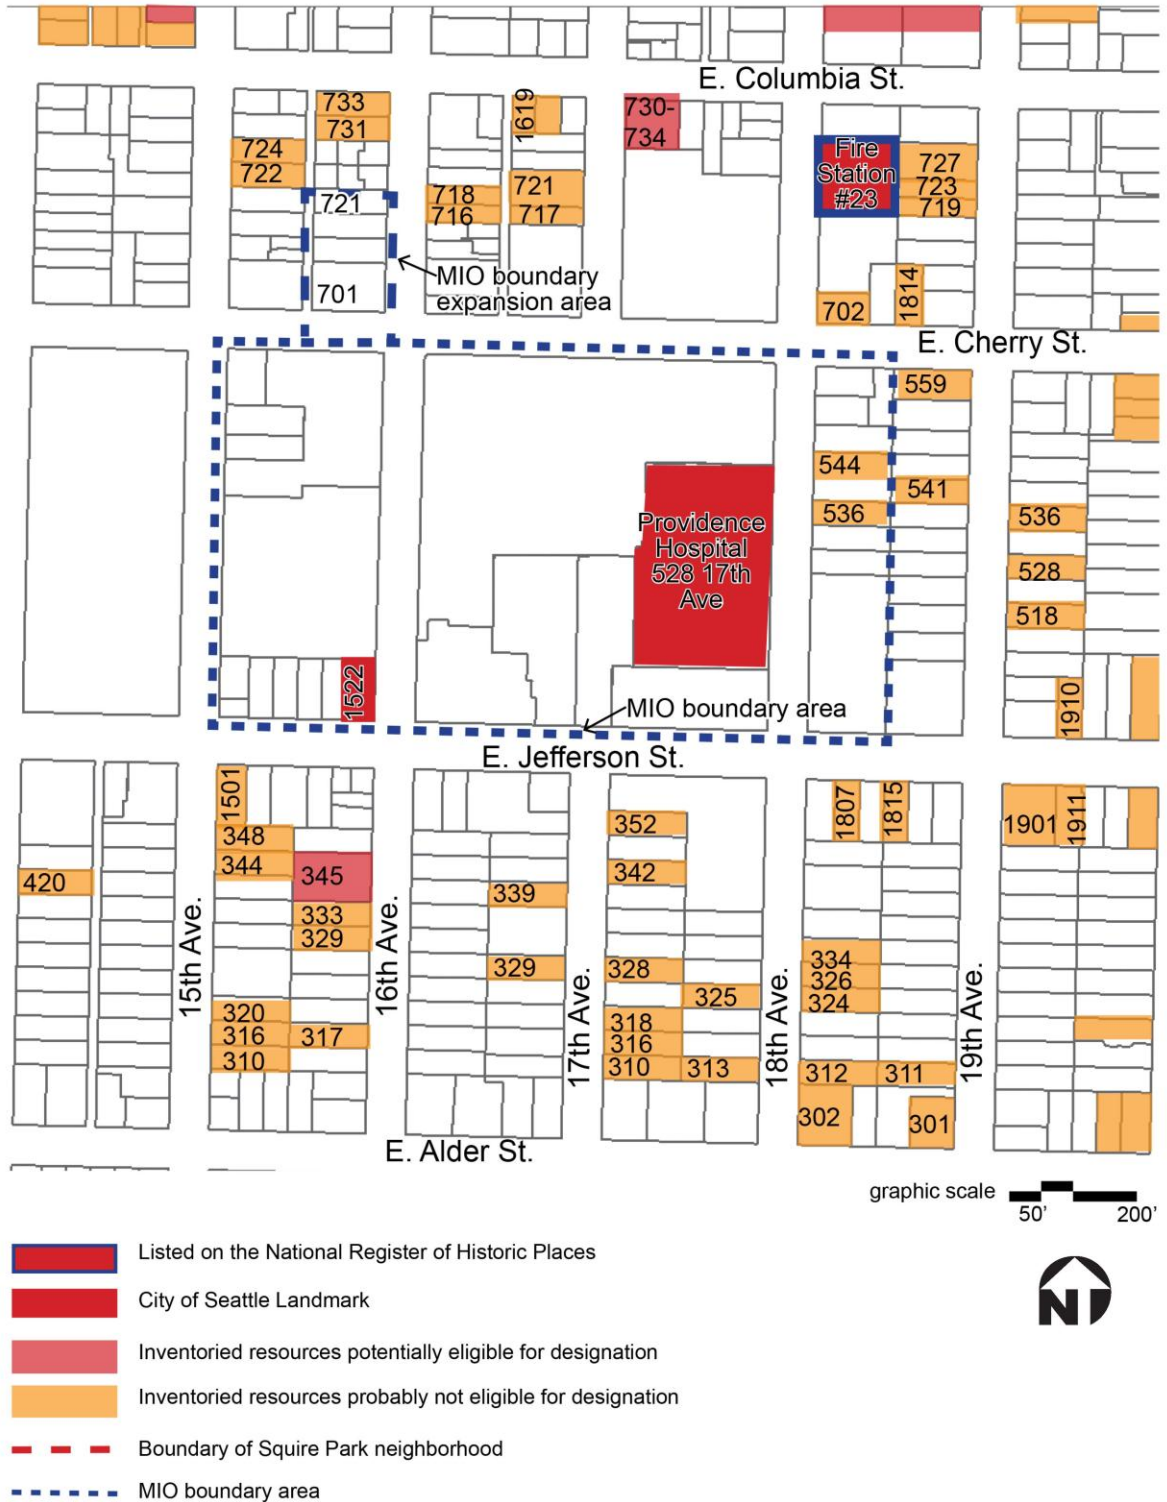 E. Columbia St.
733
731
724
722
721
701
1619
718
716
721
717
730-
734
Fire
Station
#23
727
723
719
702
1814
MIO boundary
expansion area
E. Cherry St.
559
544
541
536
536
528
518
1910
Providence
Hospital
528 17th
Ave
1522
MIO boundary area
E. Jefferson St.
1501
348
344
345
333
329
320
316
317
310
420
15th Ave.
16th Ave.
339
329
17th Ave.
352
342
328
325
318
316
310
313
18th Ave.
1807
1815
334
326
324
312
311
302
301
19th Ave.
1901
1911
E. Alder St.
graphic scale
50'
200'
N
Listed on the National Register of Historic Places
City of Seattle Landmark
Inventoried resources potentially eligible for designation
Inventoried resources probably not eligible for designation
Boundary of Squire Park neighborhood
MIO boundary area